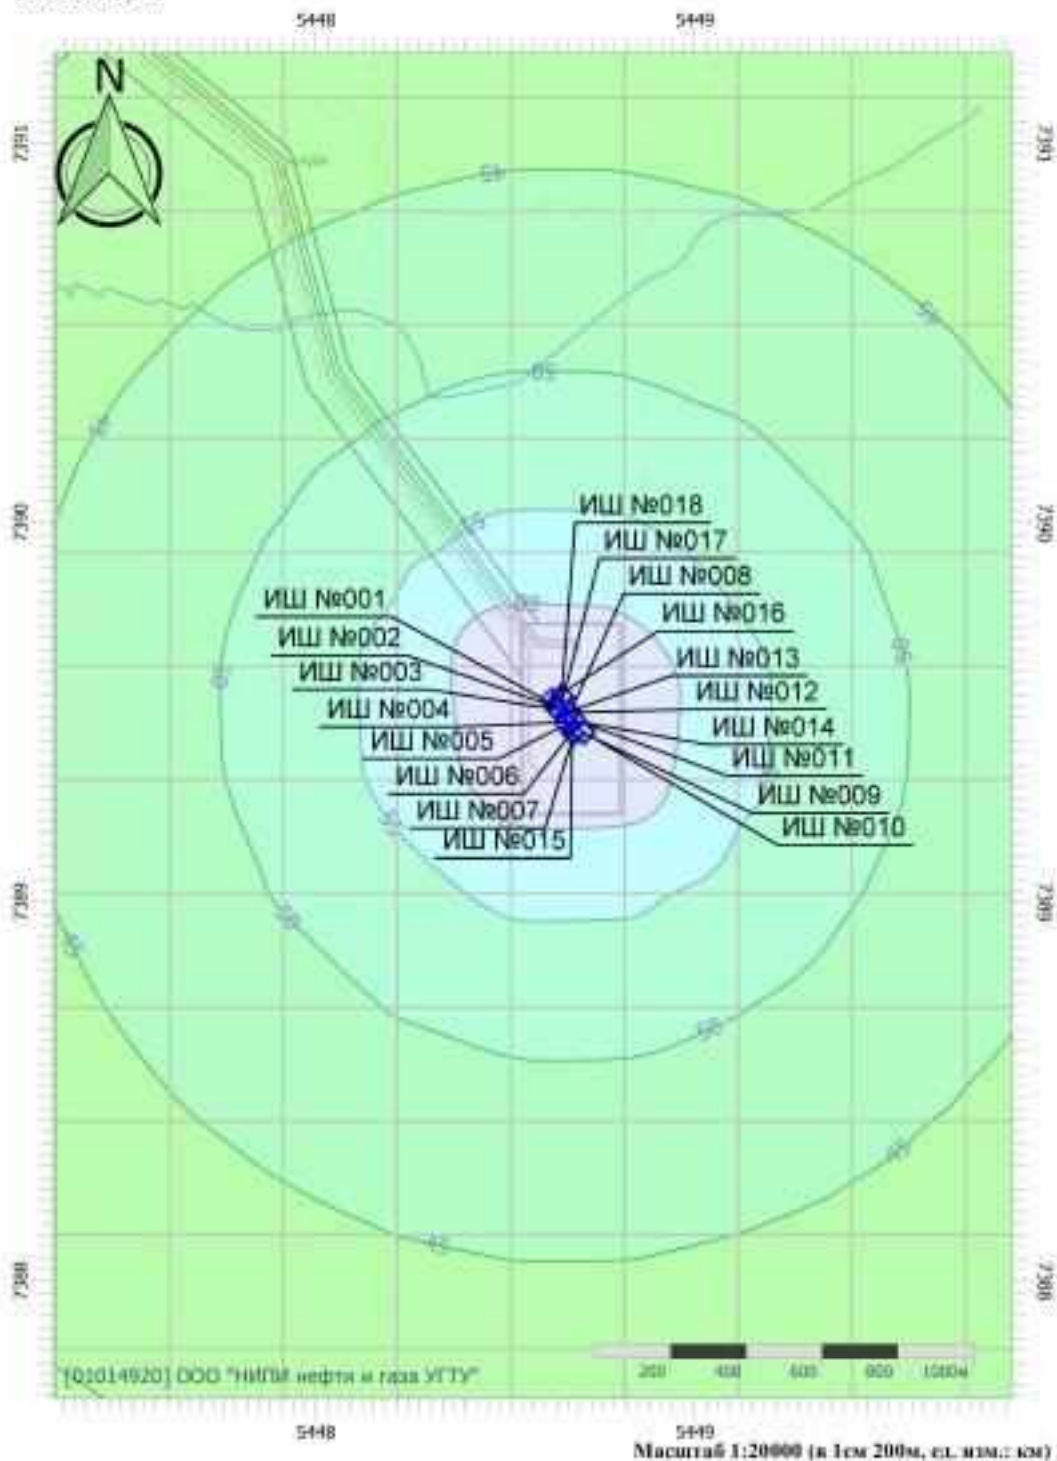 5448 5449
N
7391 7391
45
50
7390 7390
ИШ №018
ИШ №017
ИШ №008
ИШ №001
ИШ №016
ИШ №002
ИШ №013
ИШ №003
ИШ №012
ИШ №004
ИШ №014
ИШ №005
ИШ №011
ИШ №006
ИШ №009
ИШ №007
ИШ №010
ИШ №015
7389 7389
45
7388 7388
200 400 600 800 1000м
[01014920] ООО "НИПИ нефти и газа УГТУ"
5448 5449
Масштаб 1:20000 (в 1см 200м, ед. изм.: км)